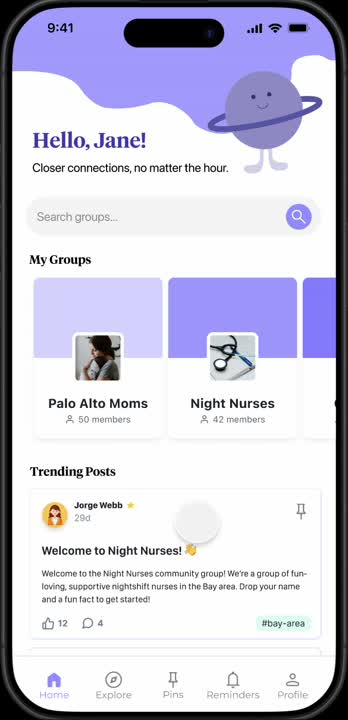 9:41
Hello, Jane!
Closer connections, no matter the hour.
Search groups...
My Groups
Palo Alto Moms
50 members
Night Nurses
42 members
Trending Posts
Jorge Webb
29d
Welcome to Night Nurses! 👋
Welcome to the Night Nurses community group! We're a group of fun-
loving, supportive nightshift nurses in the Bay area. Drop your name
and a fun fact to get started!
12
4
#bay-area
Home
Explore
Pins
Reminders
Profile